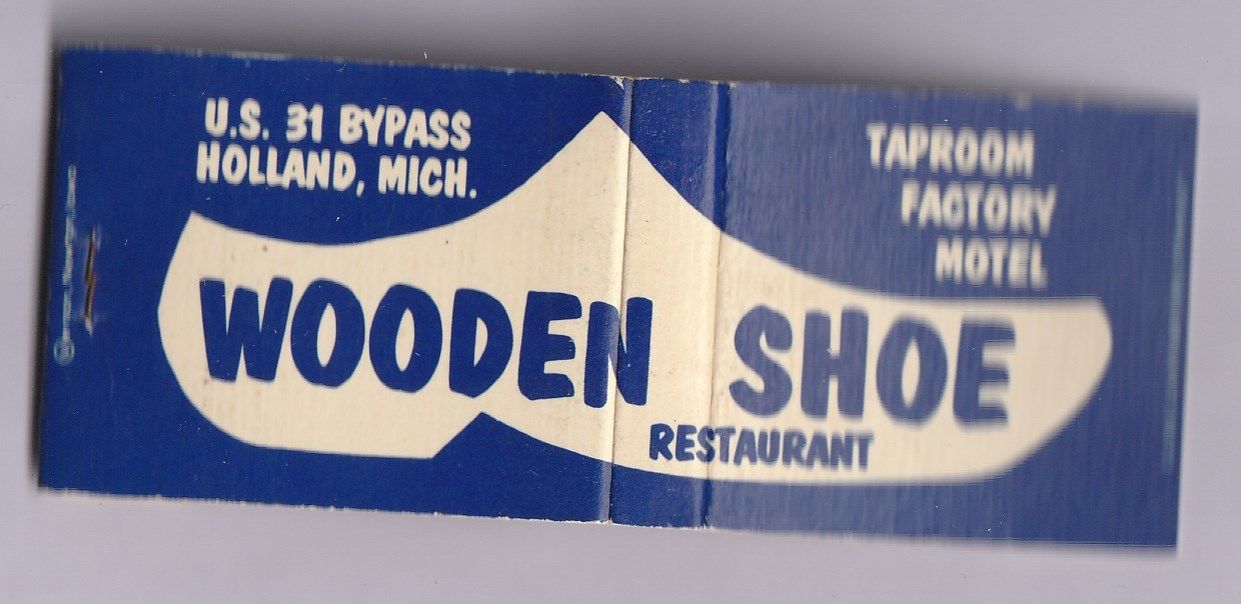 U.S. 31 BYPASS
HOLLAND, MICH.
TAPROOM
FACTORY
MOTEL
WOODEN SHOE
RESTAURANT